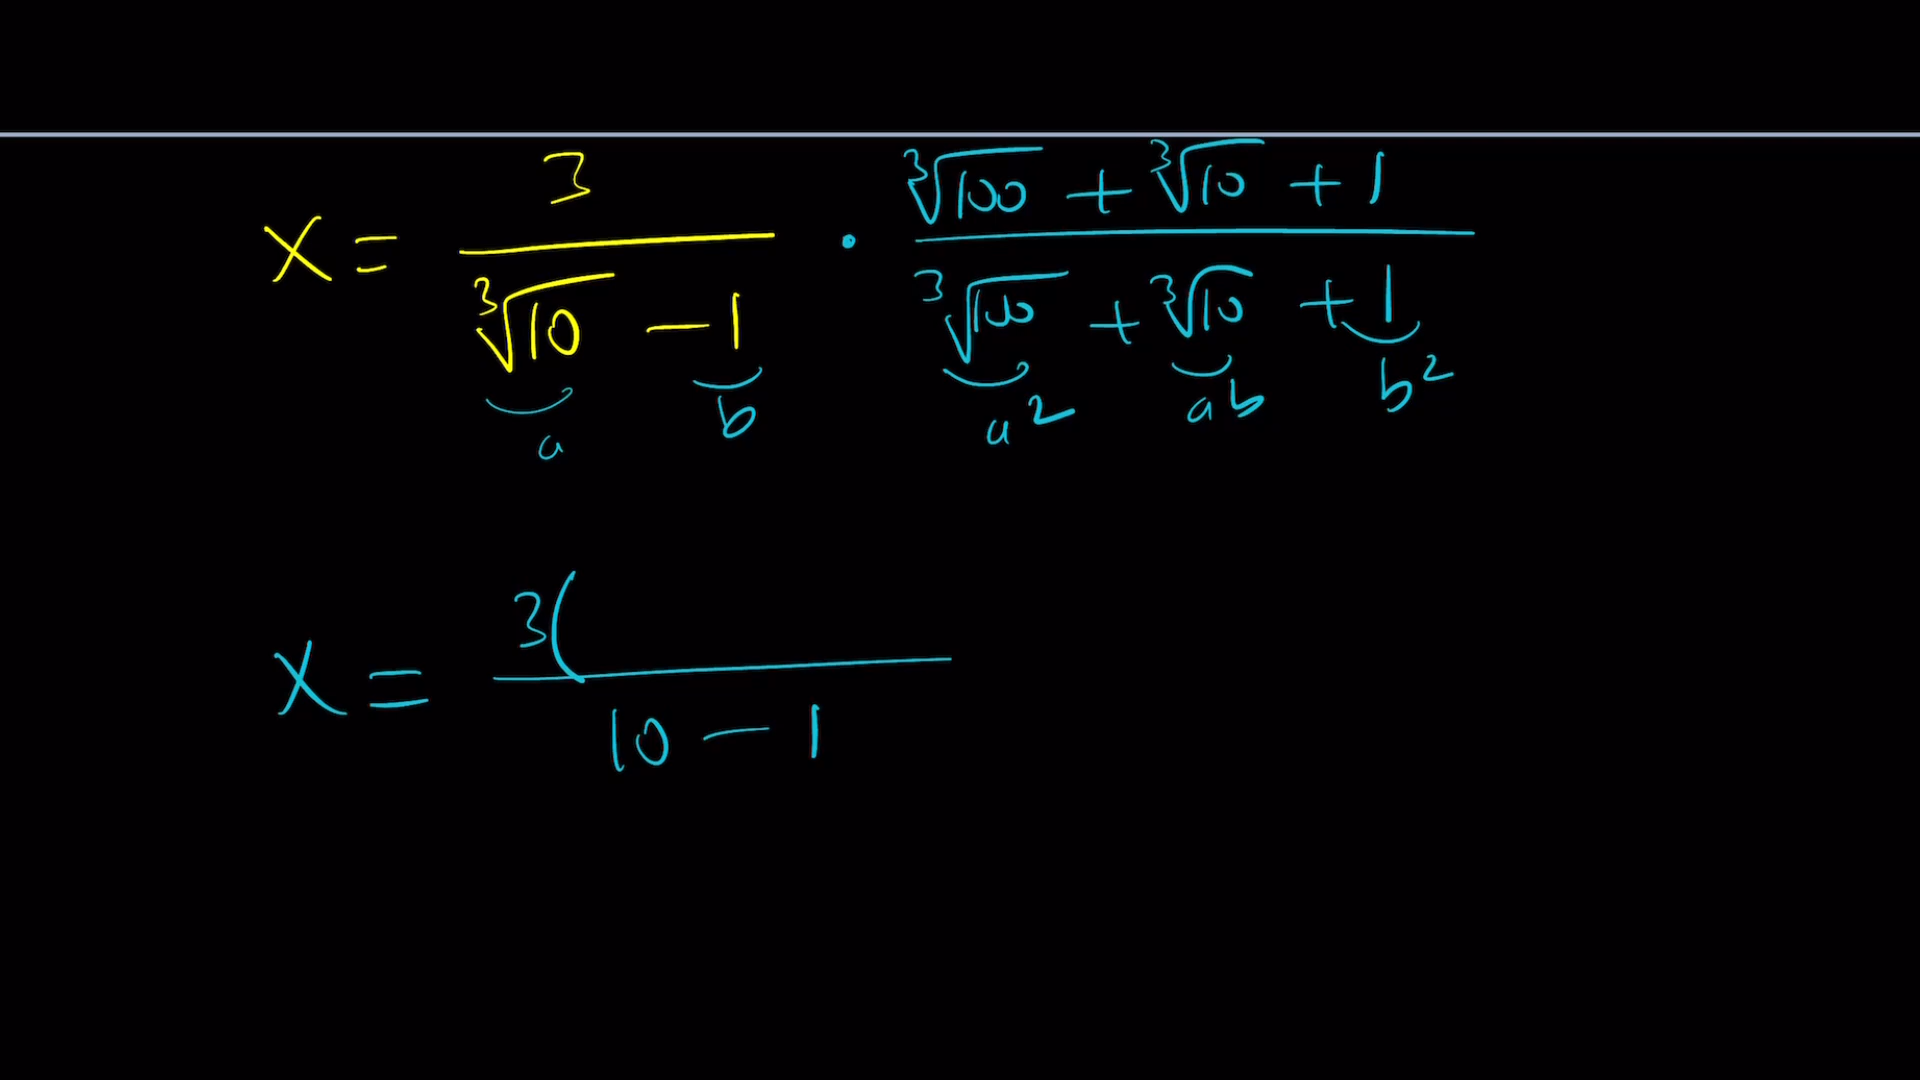 x = 3 / (∛10 - 1) · (∛100 + ∛10 + 1) / (∛100 + ∛10 + 1)
a b a² ab b²
x = 3( / 10 - 1